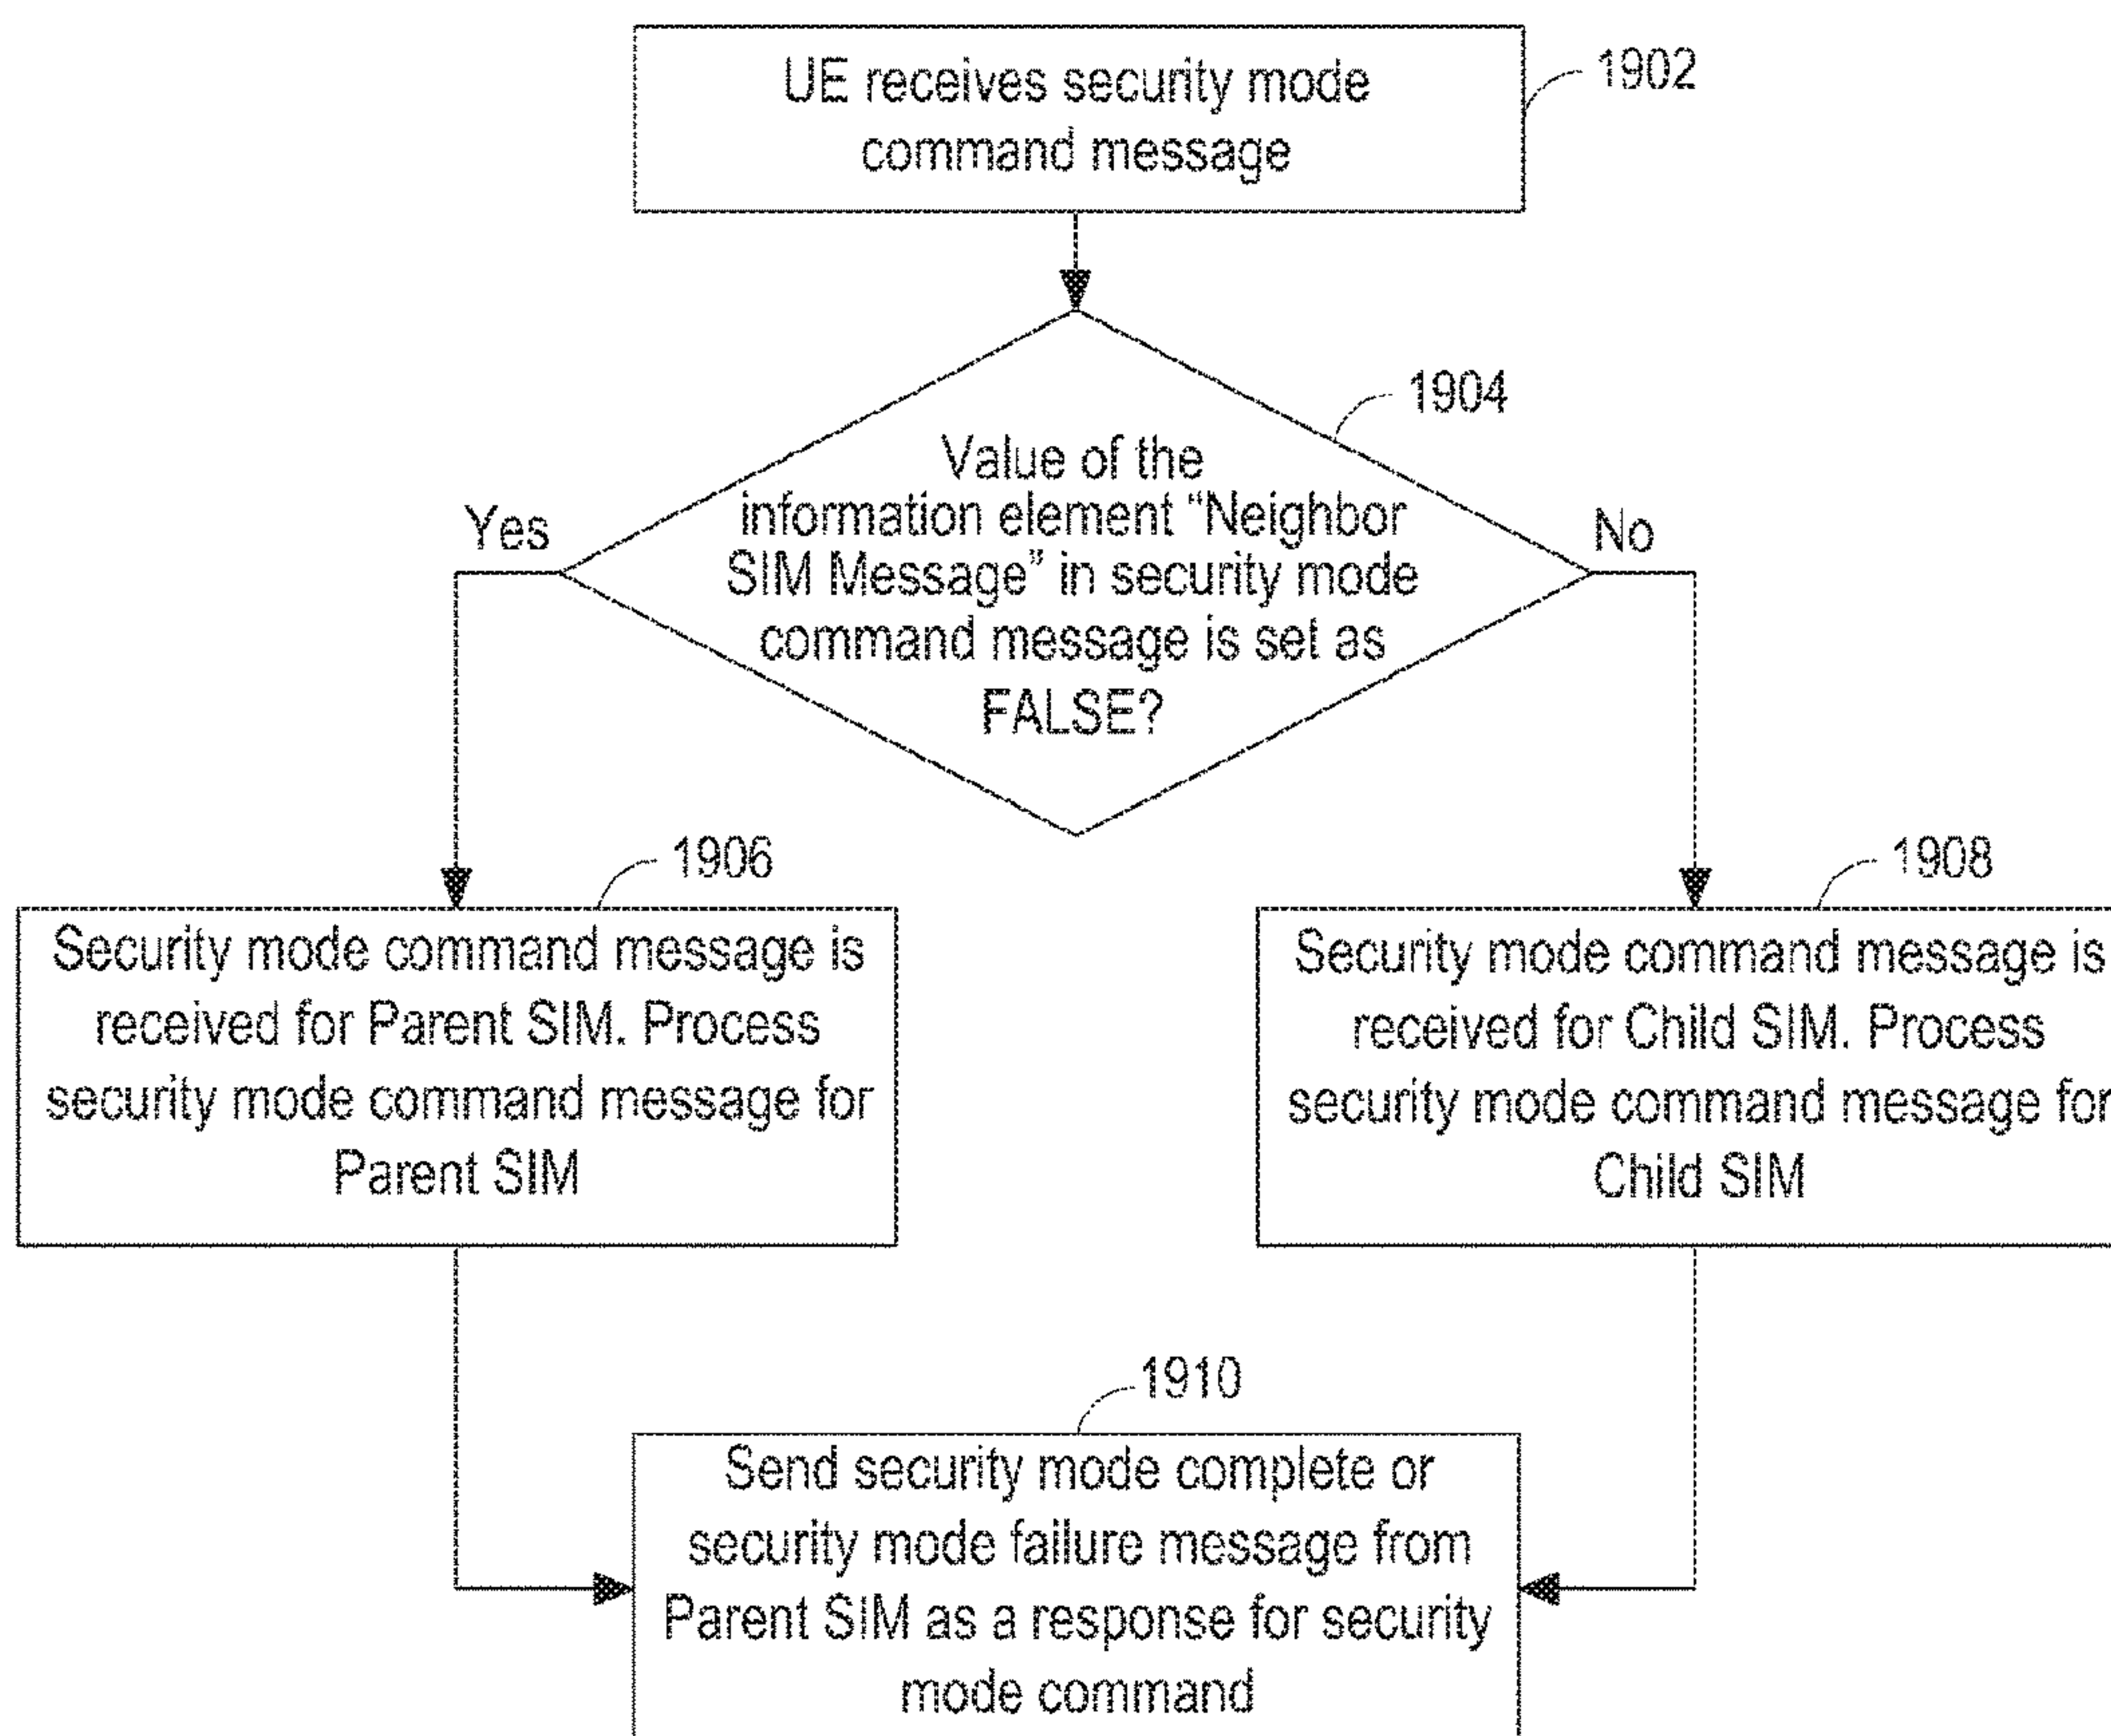 UE receives security mode
command message
1902
1904
Value of the
information element “Neighbor
SIM Message” in security mode
command message is set as
FALSE?
Yes
No
1906
Security mode command message is
received for Parent SIM. Process
security mode command message for
Parent SIM
1908
Security mode command message is
received for Child SIM. Process
security mode command message for
Child SIM
1910
Send security mode complete or
security mode failure message from
Parent SIM as a response for security
mode command